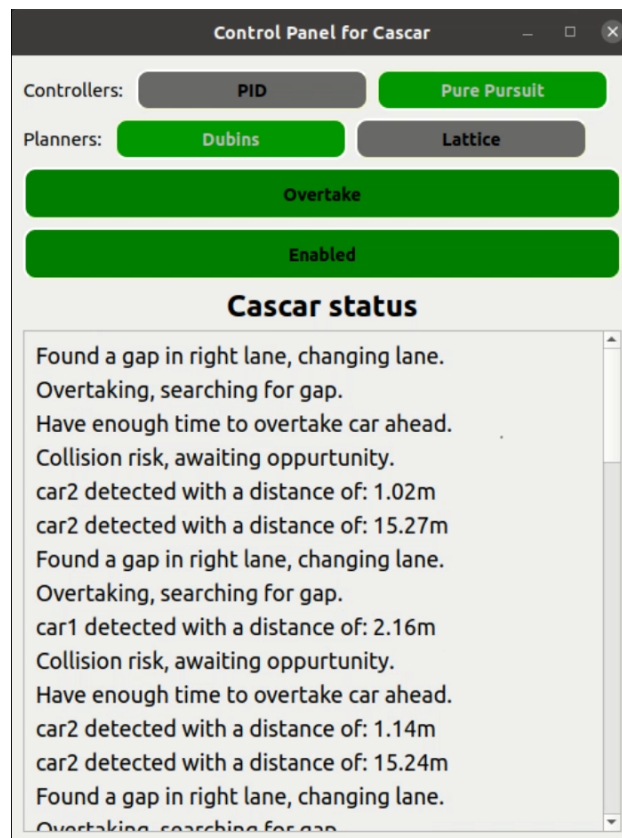 Control Panel for Cascar
Controllers: PID Pure Pursuit
Planners: Dubins Lattice
Overtake
Enabled
Cascar status
Found a gap in right lane, changing lane.
Overtaking, searching for gap.
Have enough time to overtake car ahead.
Collision risk, awaiting oppurtunity.
car2 detected with a distance of: 1.02m
car2 detected with a distance of: 15.27m
Found a gap in right lane, changing lane.
Overtaking, searching for gap.
car1 detected with a distance of: 2.16m
Collision risk, awaiting oppurtunity.
Have enough time to overtake car ahead.
car2 detected with a distance of: 1.14m
car2 detected with a distance of: 15.24m
Found a gap in right lane, changing lane.
Overtaking, searching for gap.